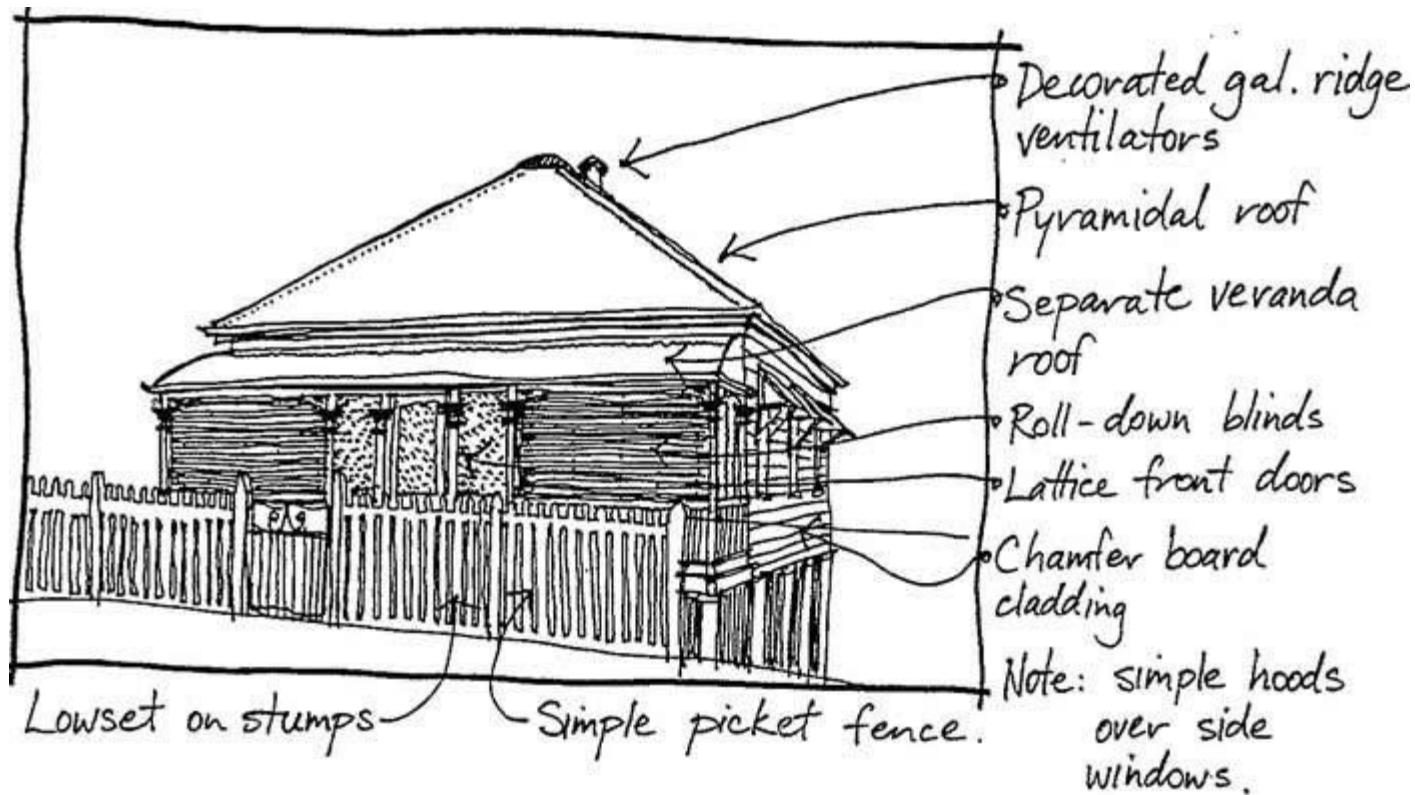 Decorated gal. ridge
ventilators
Pyramidal roof
Separate veranda
roof
Roll-down blinds
Lattice front doors
Chamfer board
cladding
Note: simple hoods
over side
windows.
Lowset on stumps
Simple picket fence.